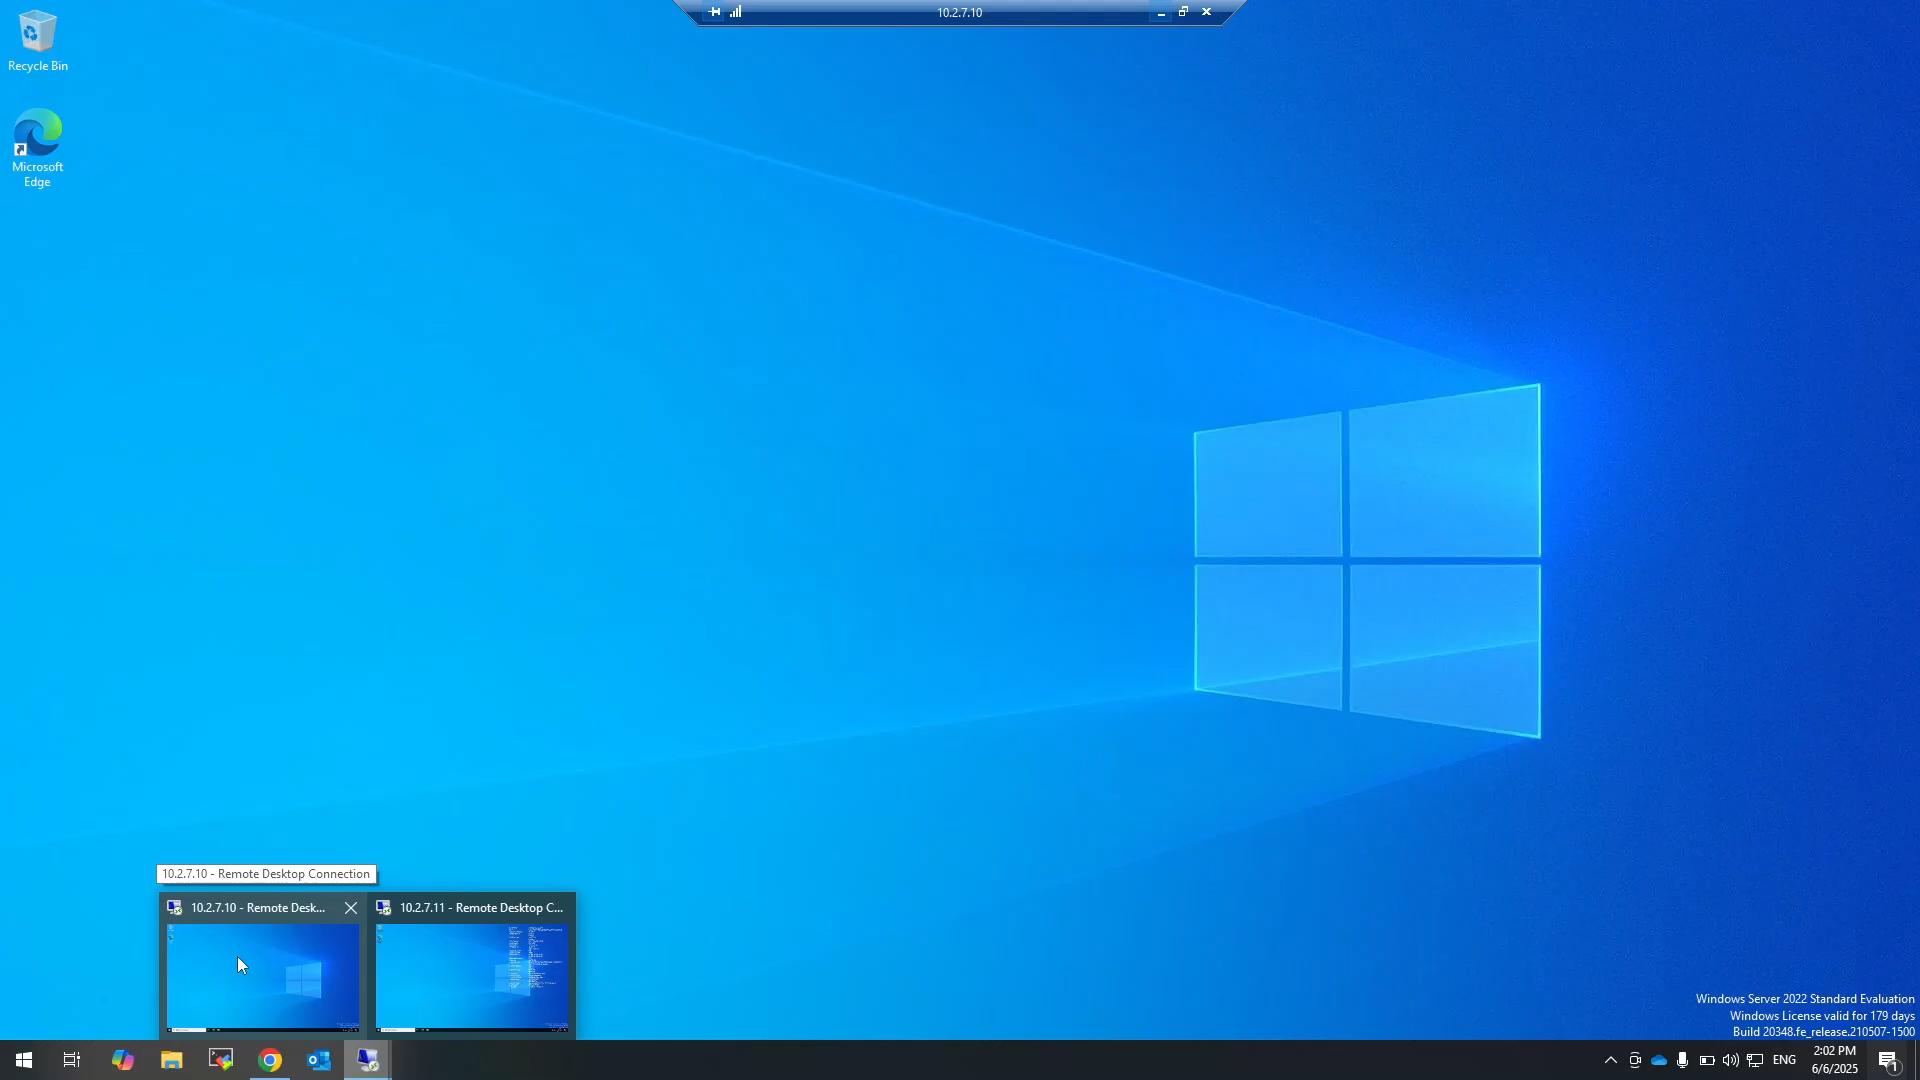 10.2.7.10
Recycle Bin
Microsoft
Edge
10.2.7.10 - Remote Desktop Connection
10.2.7.10 - Remote Desk...
10.2.7.11 - Remote Desktop C...
Windows Server 2022 Standard Evaluation
Windows License valid for 179 days
Build 20348.fe_release.210507-1500
ENG
2:02 PM
6/6/2025
1